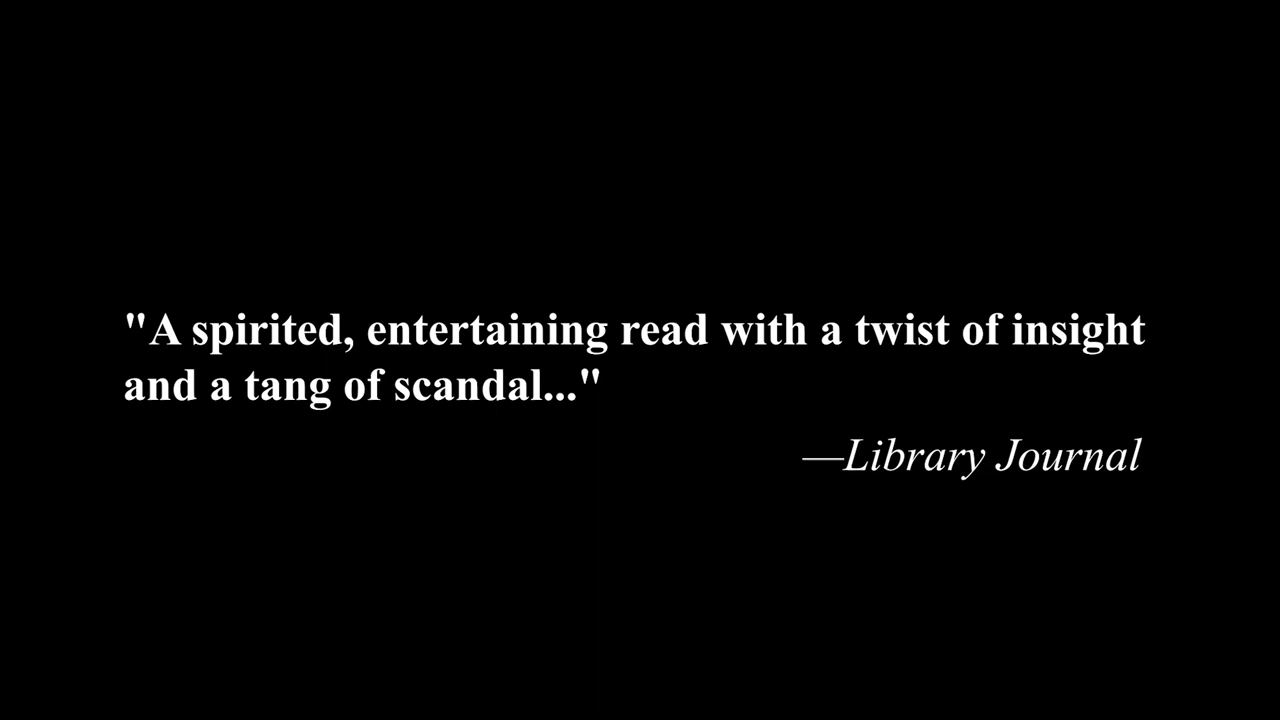 "A spirited, entertaining read with a twist of insight
and a tang of scandal..."
—Library Journal